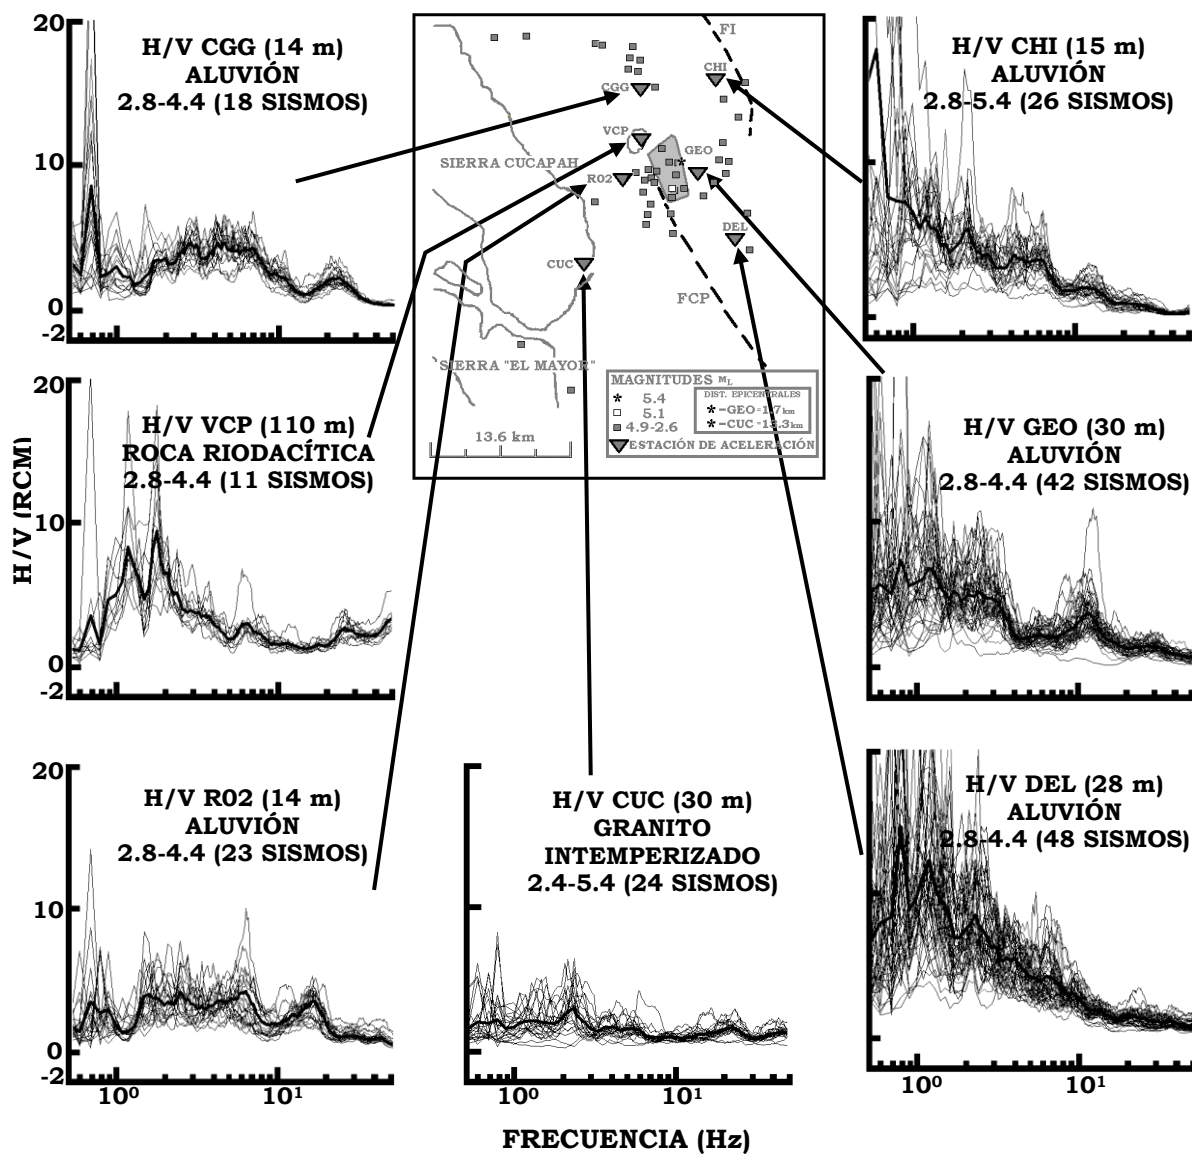 20
H/V CGG (14 m)
ALUVIÓN
2.8-4.4 (18 SISMOS)
10
0
-2
FI
CHI
CGG
VCP
GEO
SIERRA CUCAPAH
R02
DEL
CUC
FCP
SIERRA "EL MAYOR"
13.6 km
MAGNITUDES ML
* 5.4
5.1
4.9-2.6
DIST. EPICENTRALES
*-GEO=1.7km
ESTACIÓN DE ACELERACIÓN
H/V CHI (15 m)
ALUVIÓN
2.8-5.4 (26 SISMOS)
H/V (RCM)
20
H/V VCP (110 m)
ROCA RIODACÍTICA
2.8-4.4 (11 SISMOS)
10
0
-2
H/V GEO (30 m)
ALUVIÓN
2.8-4.4 (42 SISMOS)
20
H/V R02 (14 m)
ALUVIÓN
2.8-4.4 (23 SISMOS)
10
0
-2
10⁰ 10¹
H/V CUC (30 m)
GRANITO
INTEMPERIZADO
2.4-5.4 (24 SISMOS)
10⁰ 10¹
H/V DEL (28 m)
ALUVIÓN
2.8-4.4 (48 SISMOS)
10⁰ 10¹
FRECUENCIA (Hz)